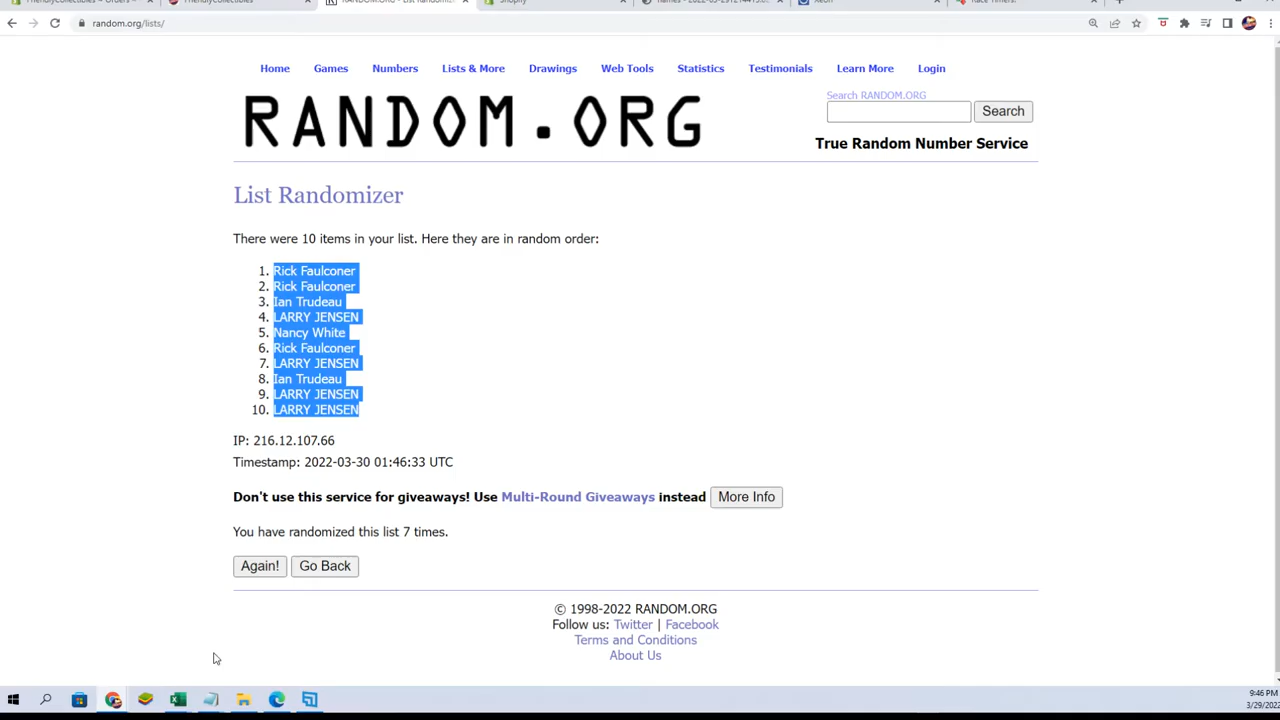 random.org/lists/
Home Games Numbers Lists & More Drawings Web Tools Statistics Testimonials Learn More Login
RANDOM.ORG
Search RANDOM.ORG
Search
True Random Number Service
List Randomizer
There were 10 items in your list. Here they are in random order:
1. Rick Faulconer
2. Rick Faulconer
3. Ian Trudeau
4. LARRY JENSEN
5. Nancy White
6. Rick Faulconer
7. LARRY JENSEN
8. Ian Trudeau
9. LARRY JENSEN
10. LARRY JENSEN
IP: 216.12.107.66
Timestamp: 2022-03-30 01:46:33 UTC
Don't use this service for giveaways! Use Multi-Round Giveaways instead More Info
You have randomized this list 7 times.
Again! Go Back
© 1998-2022 RANDOM.ORG
Follow us: Twitter | Facebook
Terms and Conditions
About Us
9:46 PM